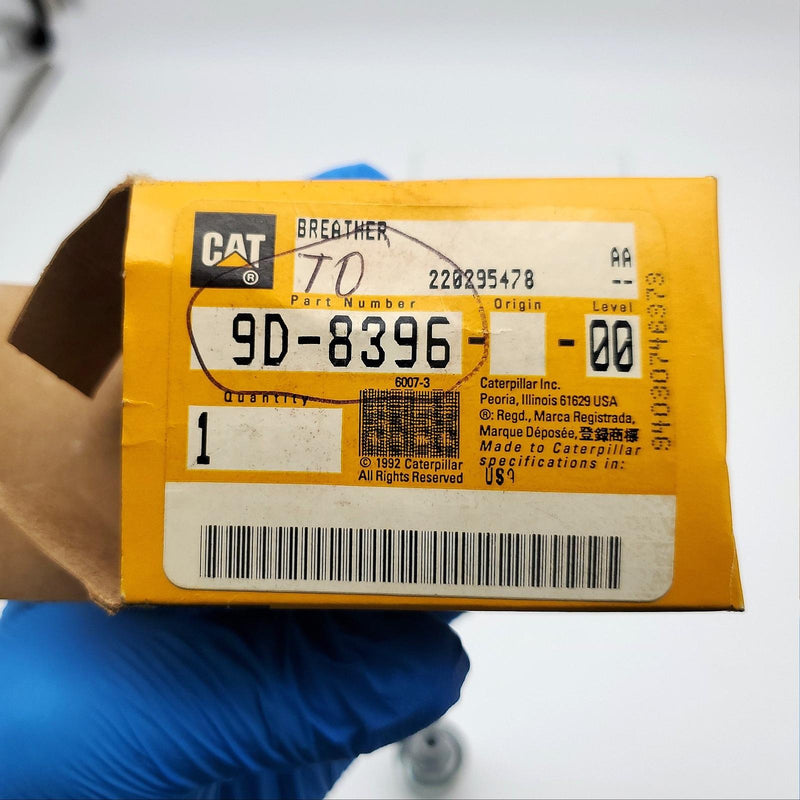 CAT
®
BREATHER
AA
TO
220295478
--
Part Number
Origin
Level
9D-8396-
-00
Quantity
1
6007-3
© 1992 Caterpillar
All Rights Reserved
Caterpillar Inc.
Peoria, Illinois 61629 USA
®: Regd., Marca Registrada,
Marque Déposée, 登録商標
Made to Caterpillar
specifications in:
USA